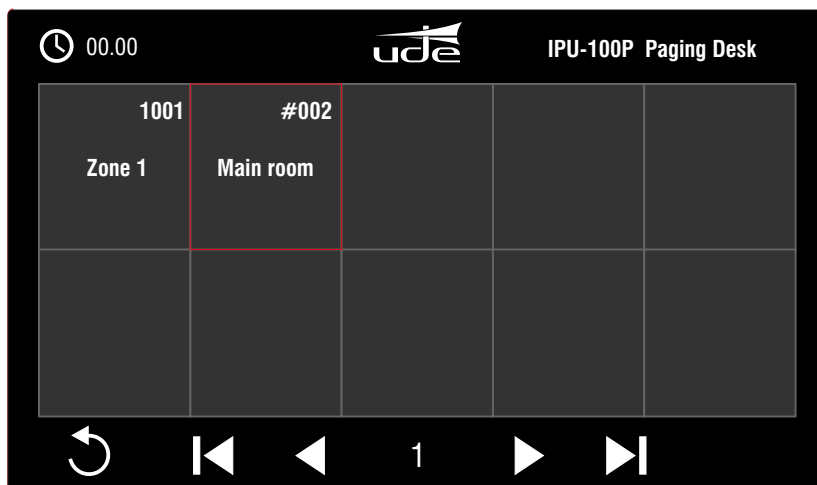 00.00
ude
IPU-100P Paging Desk
1001
#002
Zone 1
Main room
1